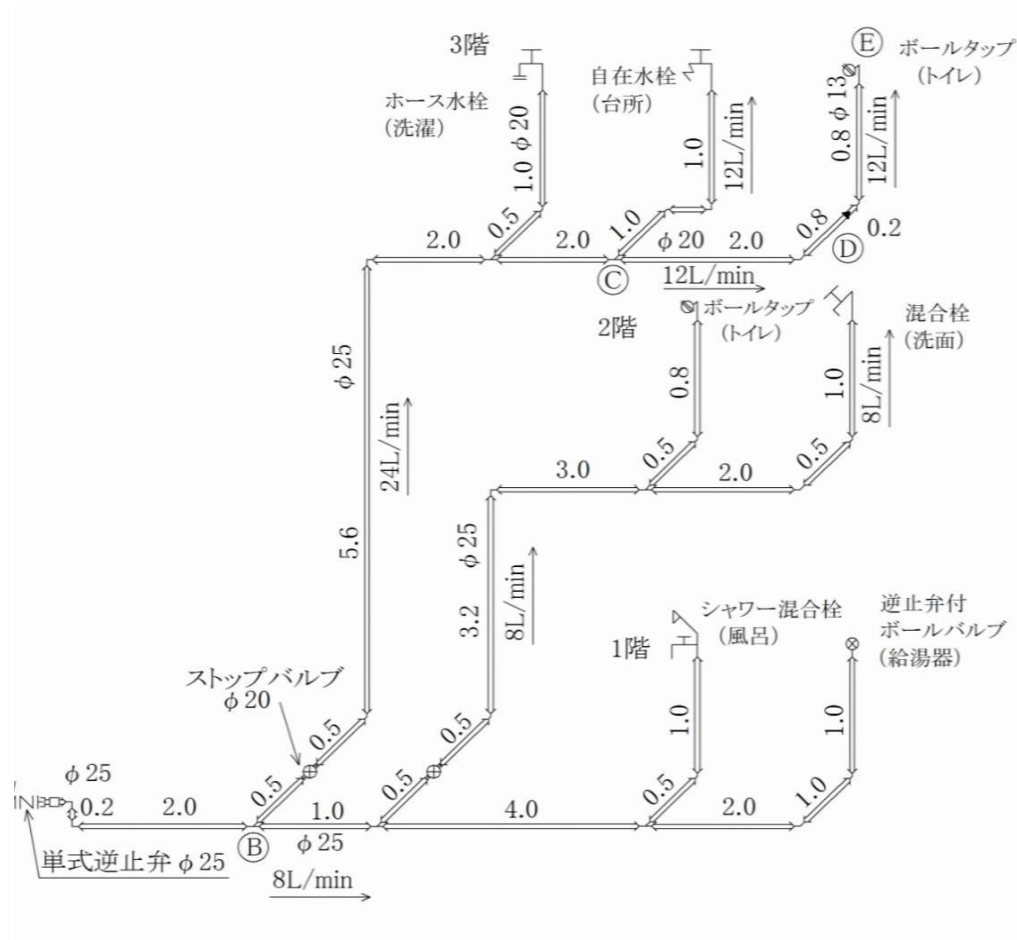 3階
ホース水栓
(洗濯)
1.0 φ20
0.5
2.0
自在水栓
(台所)
1.0
12L/min
1.0
2.0
φ20
2.0
Ⓒ
12L/min
Ⓔ
ボールタップ
(トイレ)
0.8 φ13
12L/min
0.8
0.2
Ⓓ
φ25
24L/min
5.6
2階
ボールタップ
(トイレ)
0.8
0.5
3.0
2.0
混合栓
(洗面)
1.0
8L/min
0.5
φ25
3.2
8L/min
1階
シャワー混合栓
(風呂)
1.0
0.5
逆止弁付
ボールバルブ
(給湯器)
1.0
1.0
ストップバルブ
φ20
0.5
0.5
0.5
0.5
φ25
0.2
2.0
1.0
4.0
2.0
Ⓑ
φ25
単式逆止弁φ25
8L/min